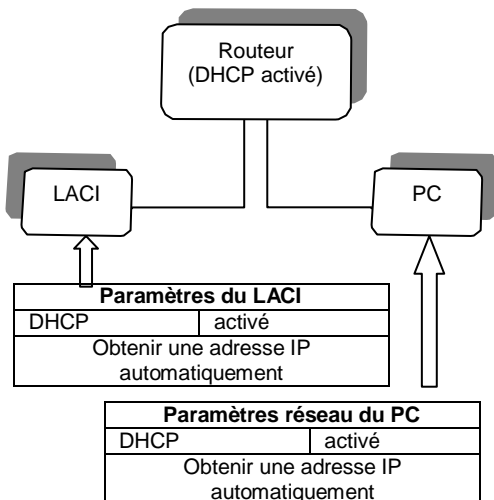 Routeur
(DHCP activé)
LACI
PC
Paramètres du LACI
DHCP activé
Obtenir une adresse IP
automatiquement
Paramètres réseau du PC
DHCP activé
Obtenir une adresse IP
automatiquement